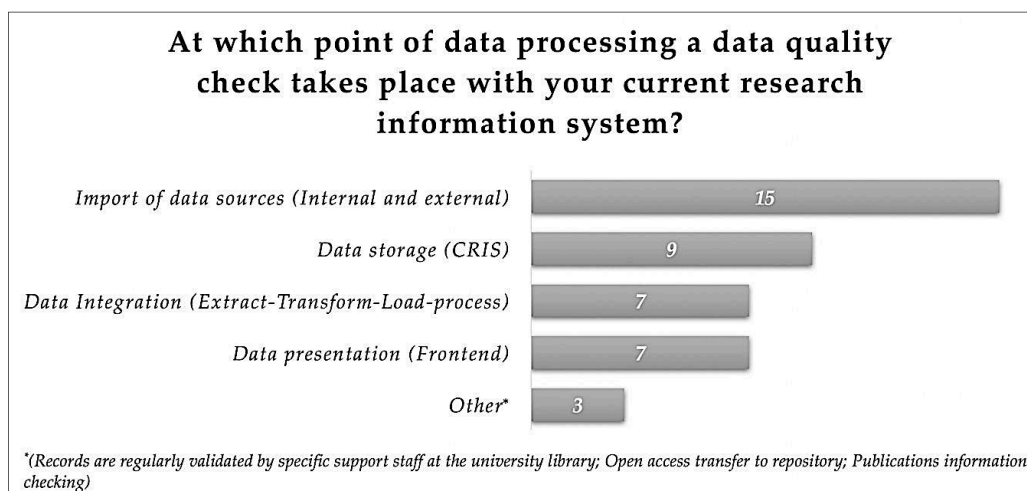 At which point of data processing a data quality
check takes place with your current research
information system?
Import of data sources (Internal and external)
15
Data storage (CRIS)
9
Data Integration (Extract-Transform-Load-process)
7
Data presentation (Frontend)
7
Other*
3
*(Records are regularly validated by specific support staff at the university library; Open access transfer to repository; Publications information
checking)